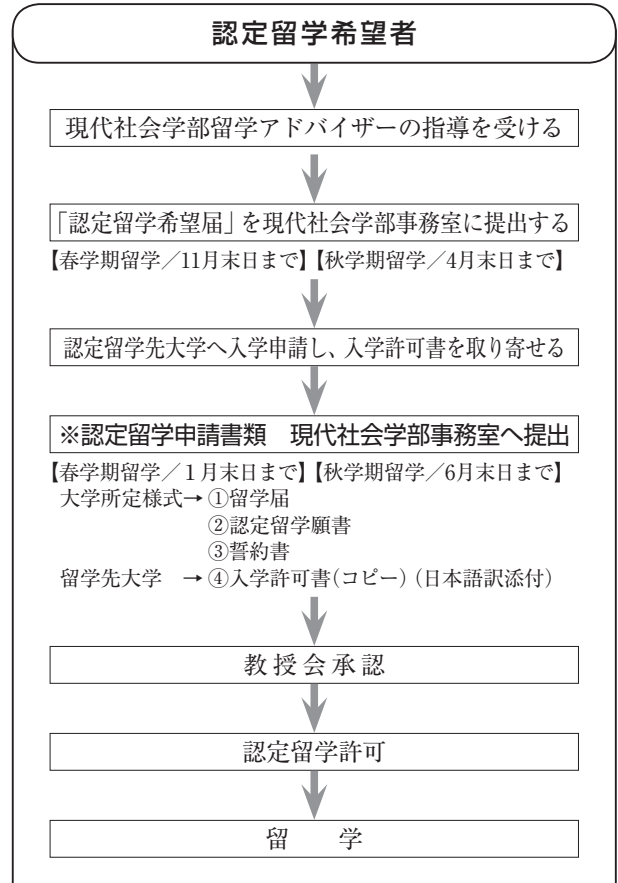 認定留学希望者
現代社会学部留学アドバイザーの指導を受ける
「認定留学希望届」を現代社会学部事務室に提出する
【春学期留学／11月末日まで】【秋学期留学／4月末日まで】
認定留学先大学へ入学申請し、入学許可書を取り寄せる
※認定留学申請書類　現代社会学部事務室へ提出
【春学期留学／１月末日まで】【秋学期留学／6月末日まで】
大学所定様式→ ①留学届
②認定留学願書
③誓約書
留学先大学　→ ④入学許可書（コピー）（日本語訳添付）
教授会承認
認定留学許可
留　　学